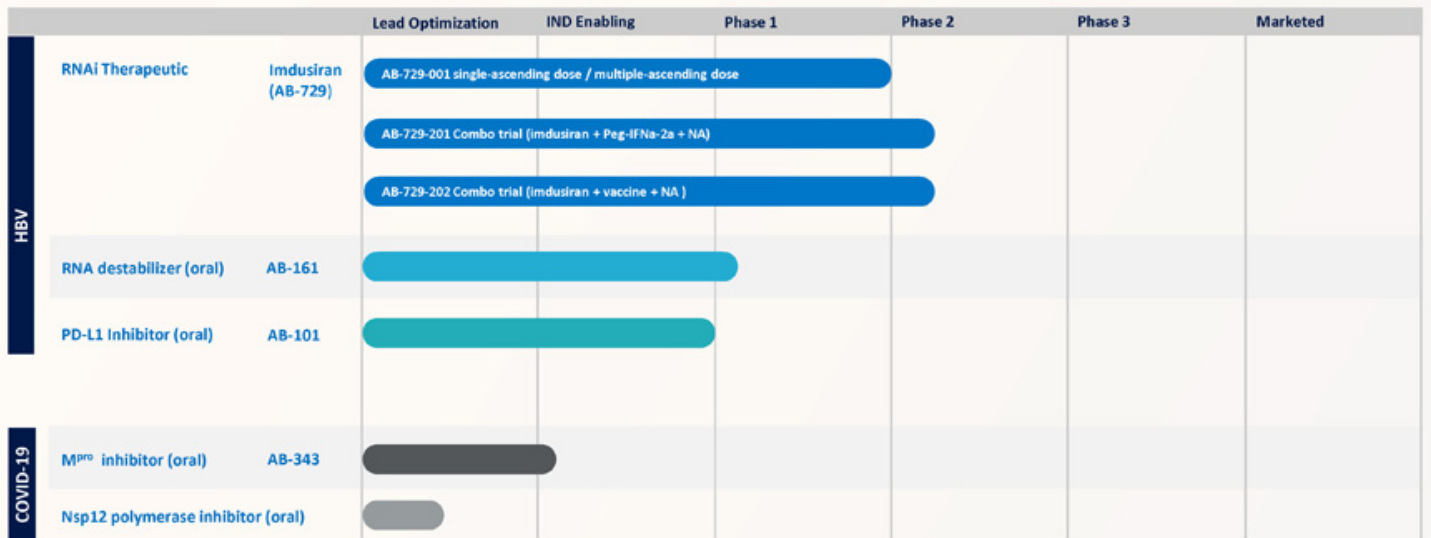 Lead Optimization IND Enabling Phase 1 Phase 2 Phase 3 Marketed
HBV
RNAi Therapeutic
Imdusiran
(AB-729)
AB-729-001 single-ascending dose / multiple-ascending dose
AB-729-201 Combo trial (imdusiran + Peg-IFNa-2a + NA)
AB-729-202 Combo trial (imdusiran + vaccine + NA )
RNA destabilizer (oral) AB-161
PD-L1 Inhibitor (oral) AB-101
COVID-19
Mᵖʳᵒ inhibitor (oral) AB-343
Nsp12 polymerase inhibitor (oral)